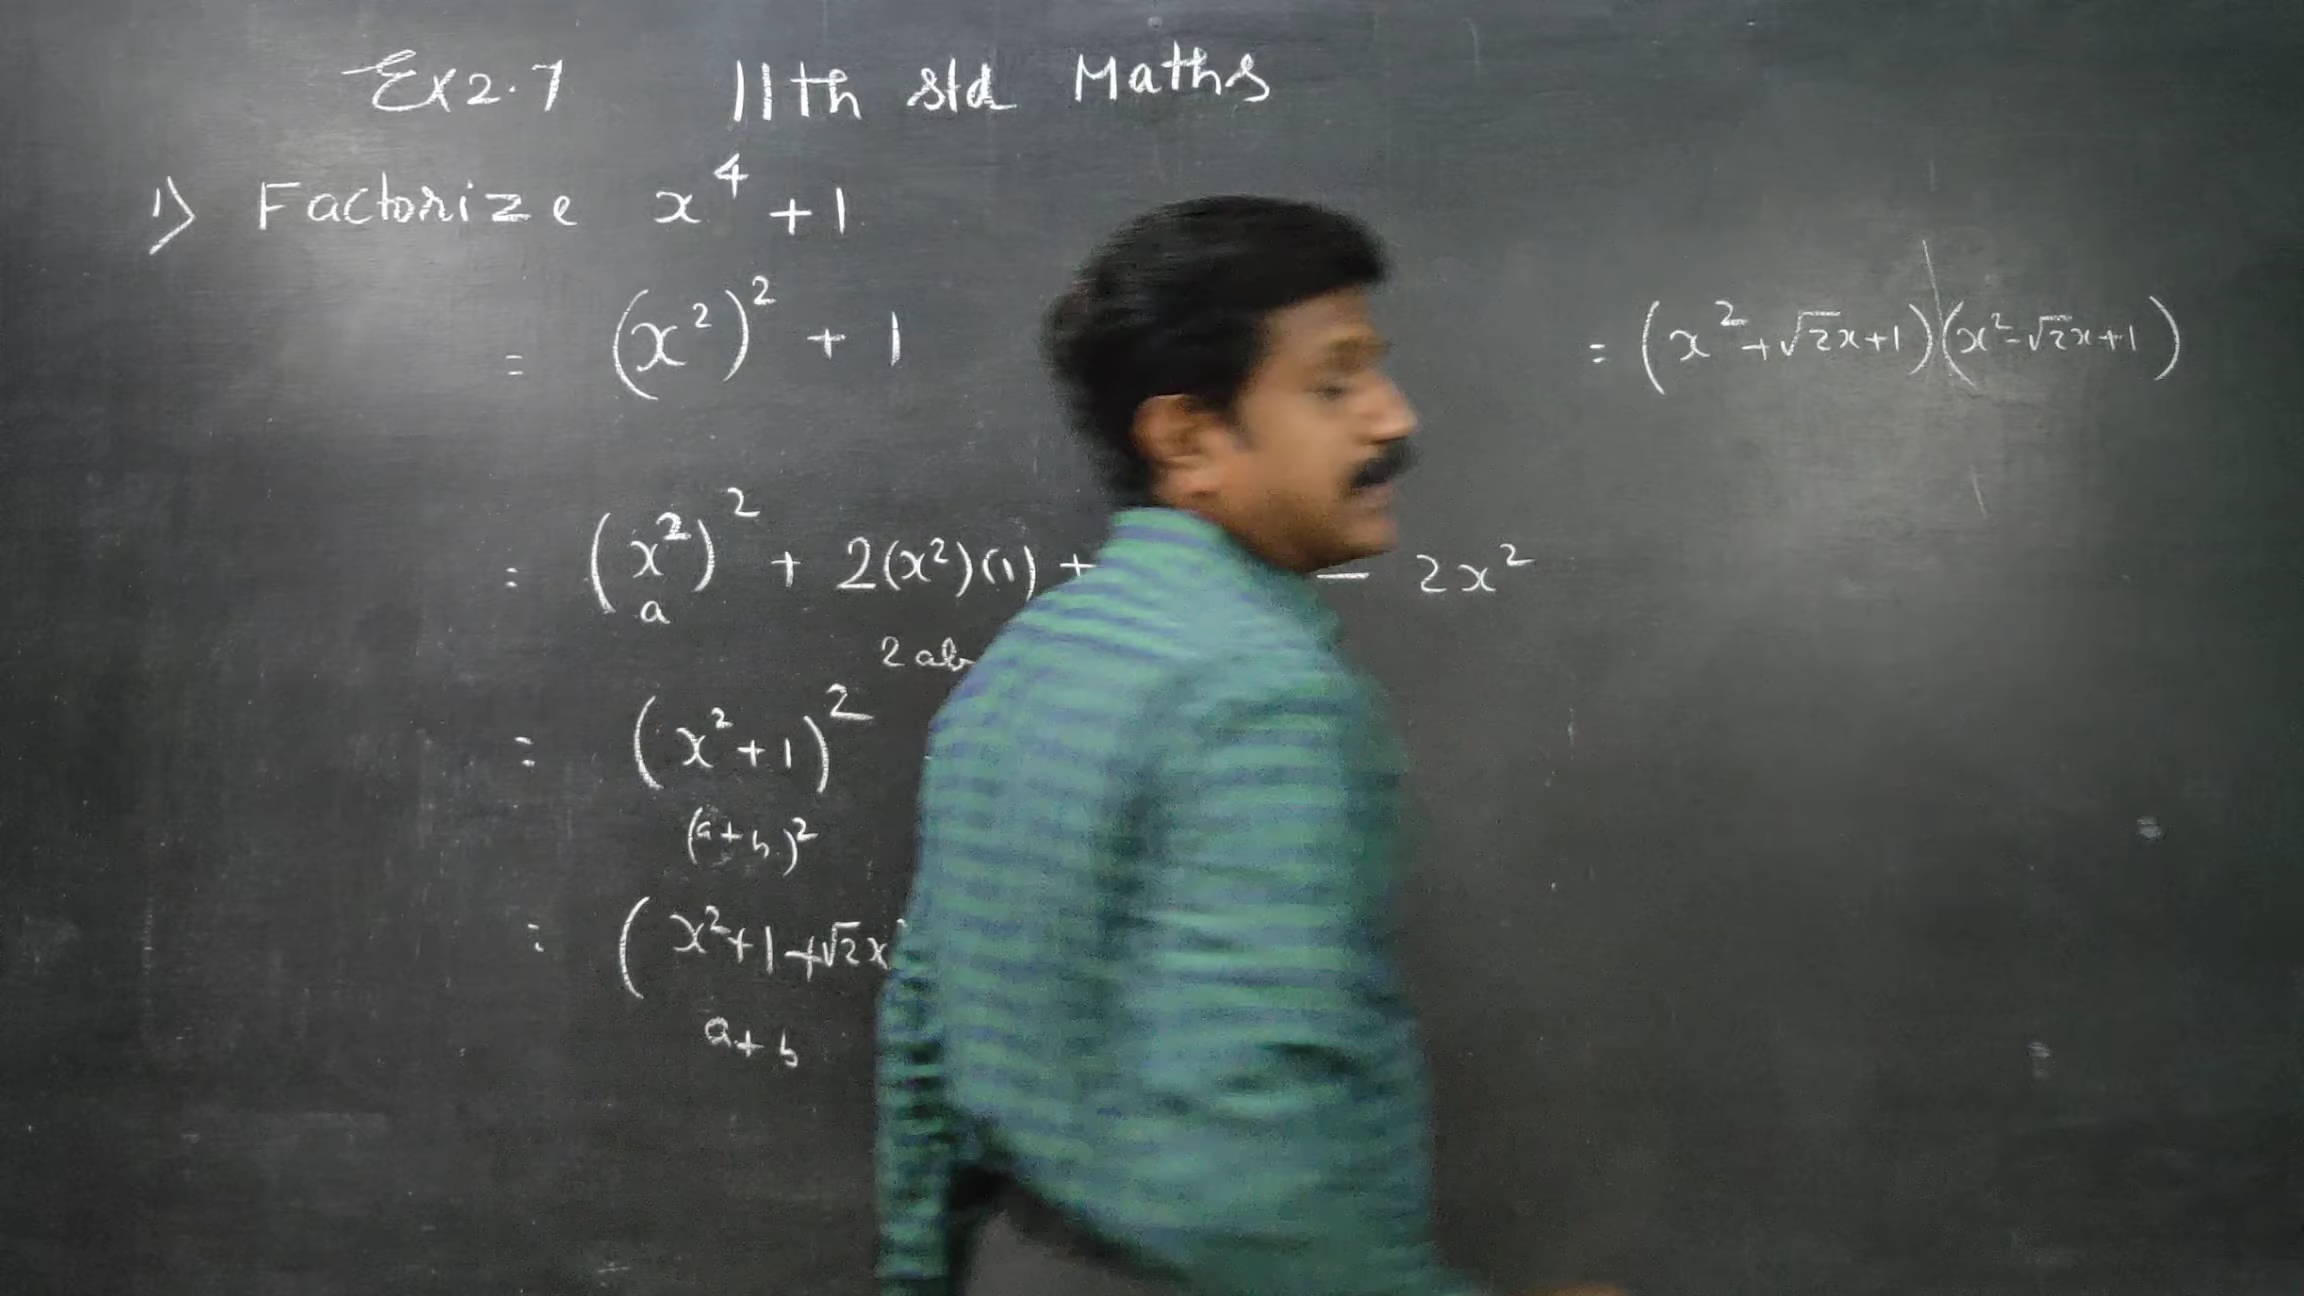 Ex 2.7 11th std Maths
1) Factorize x⁴ + 1
= (x²)² + 1
= (x²)² + 2(x²)(1) + − 2x²
a
2ab
= (x² + 1)²
(a + b)²
= (x² + 1 + √2x)
a + b
= (x² + √2x + 1)(x² − √2x + 1)